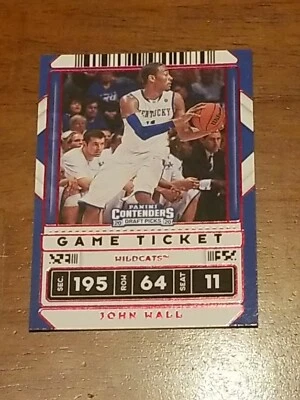 KENTUCKY
PANINI
CONTENDERS
DRAFT PICKS
GAME TICKET
WILDCATS
SEC. 195 ROW 64 SEAT 11
JOHN WALL